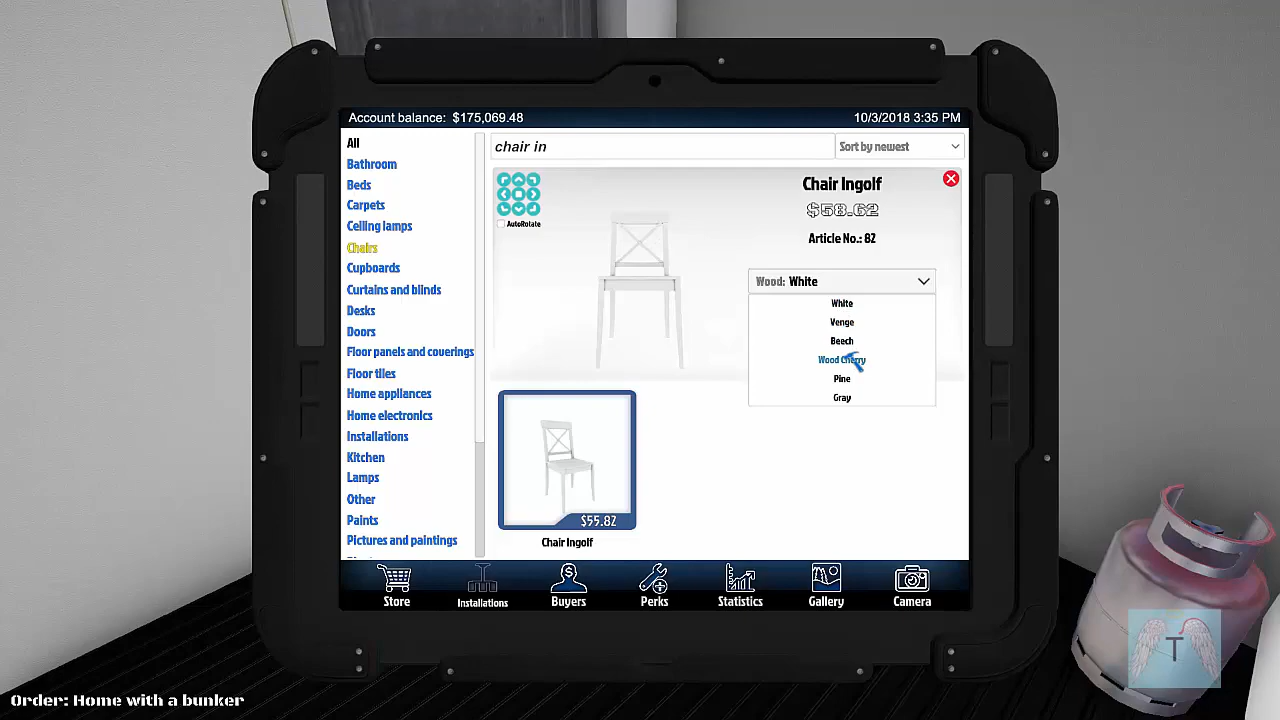 Account balance: $175,069.48
10/3/2018 3:35 PM
All
Bathroom
Beds
Carpets
Ceiling lamps
Chairs
Cupboards
Curtains and blinds
Desks
Doors
Floor panels and coverings
Floor tiles
Home appliances
Home electronics
Installations
Kitchen
Lamps
Other
Paints
Pictures and paintings
chair in
Sort by newest
AutoRotate
Chair Ingolf
$58.62
Article No.: 82
Wood: White
White
Venge
Beech
Wood Cherry
Pine
Gray
$55.82
Chair Ingolf
Store
Installations
Buyers
Perks
Statistics
Gallery
Camera
Order: Home with a bunker
T